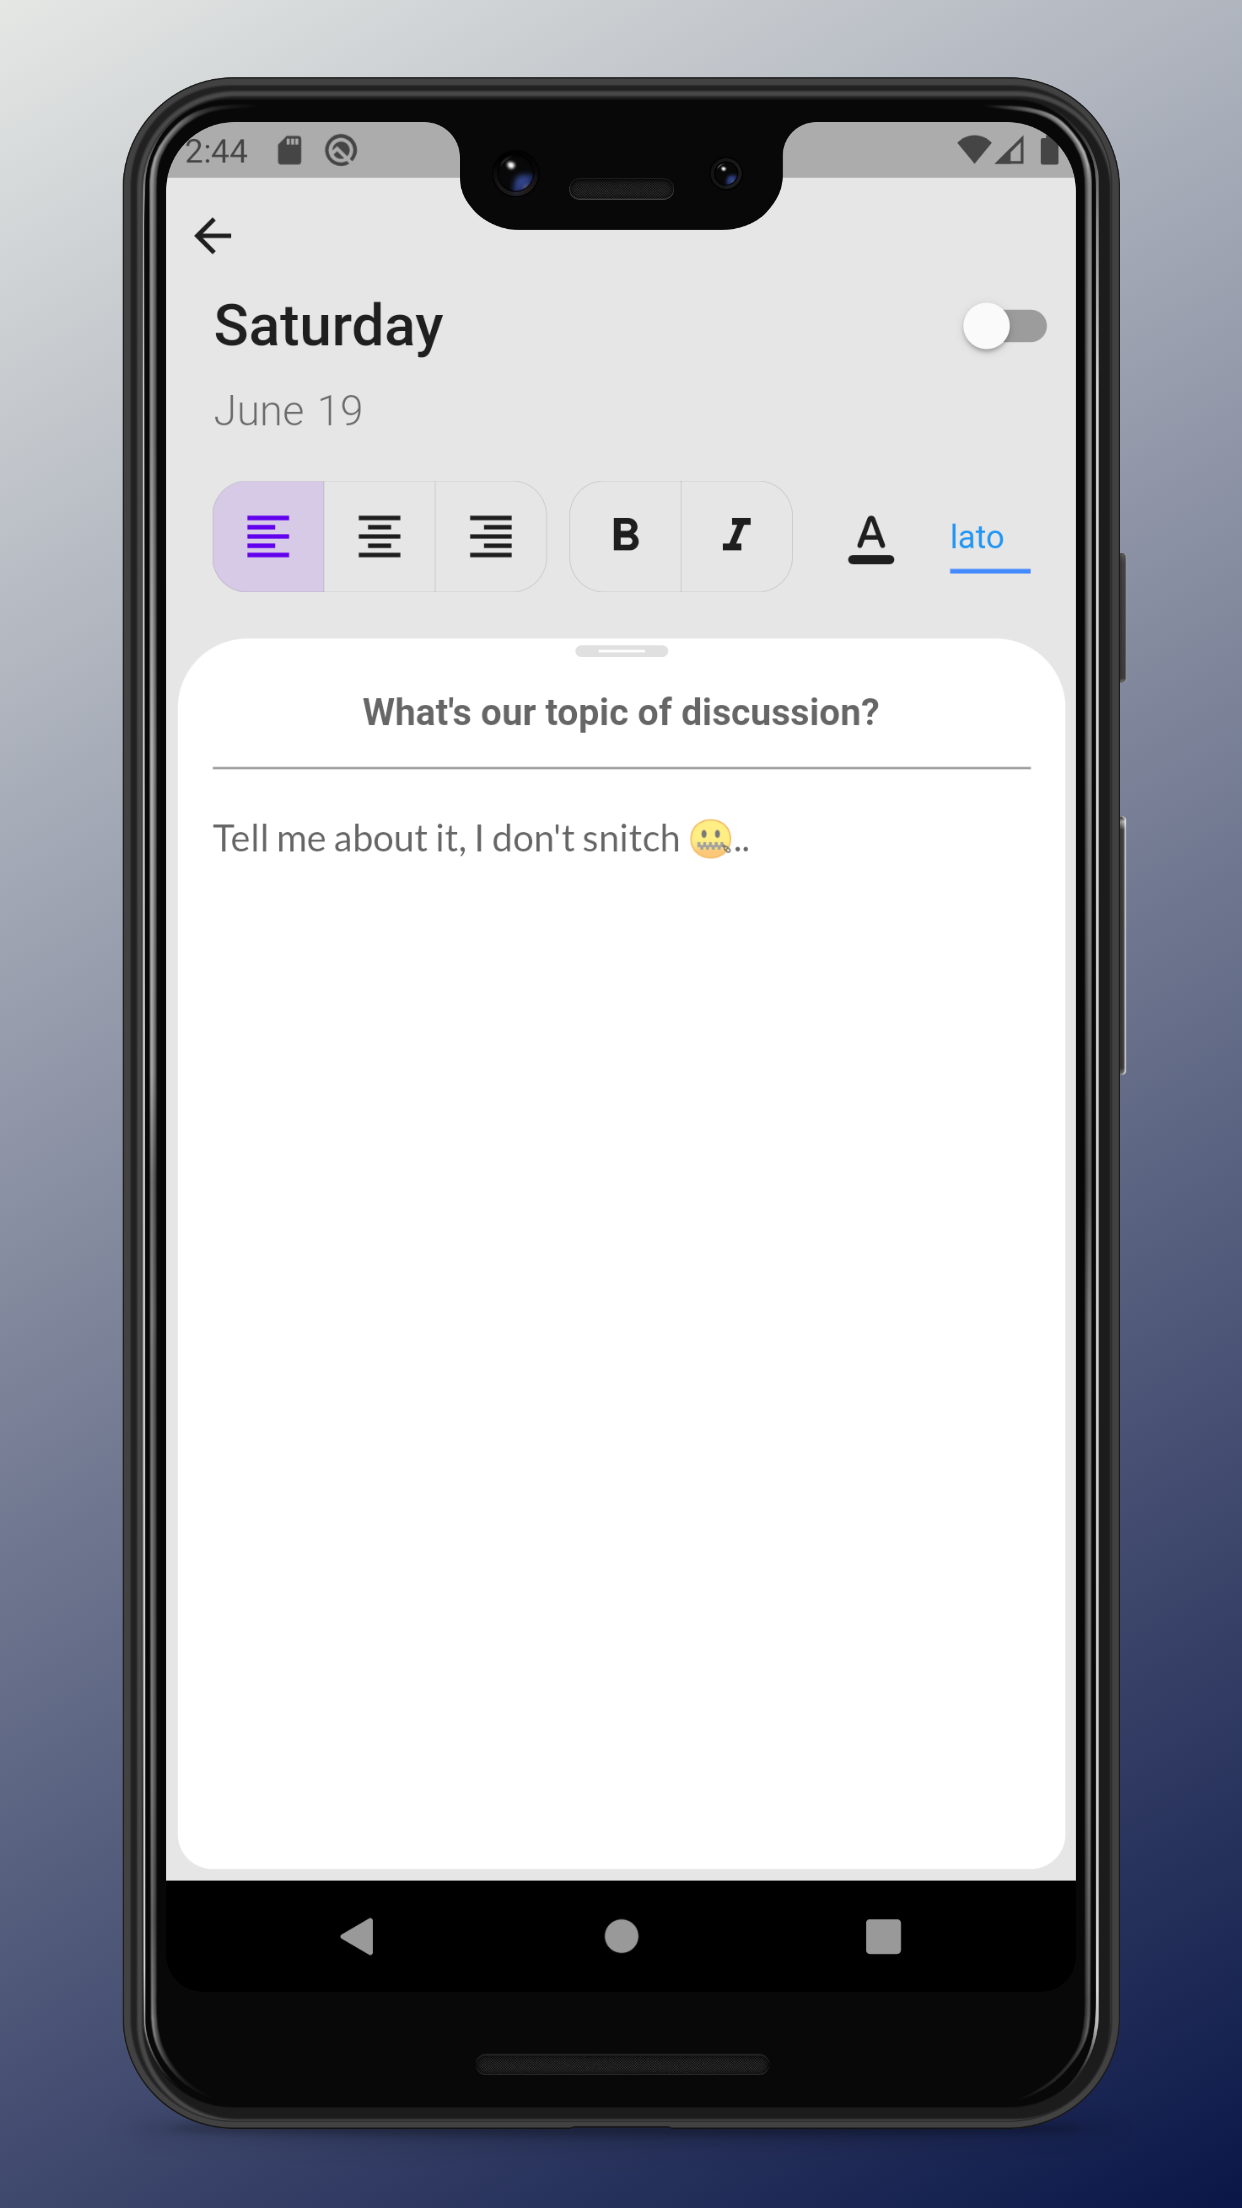 2:44
Saturday
June 19
B I A lato
What's our topic of discussion?
Tell me about it, I don't snitch 🤐..